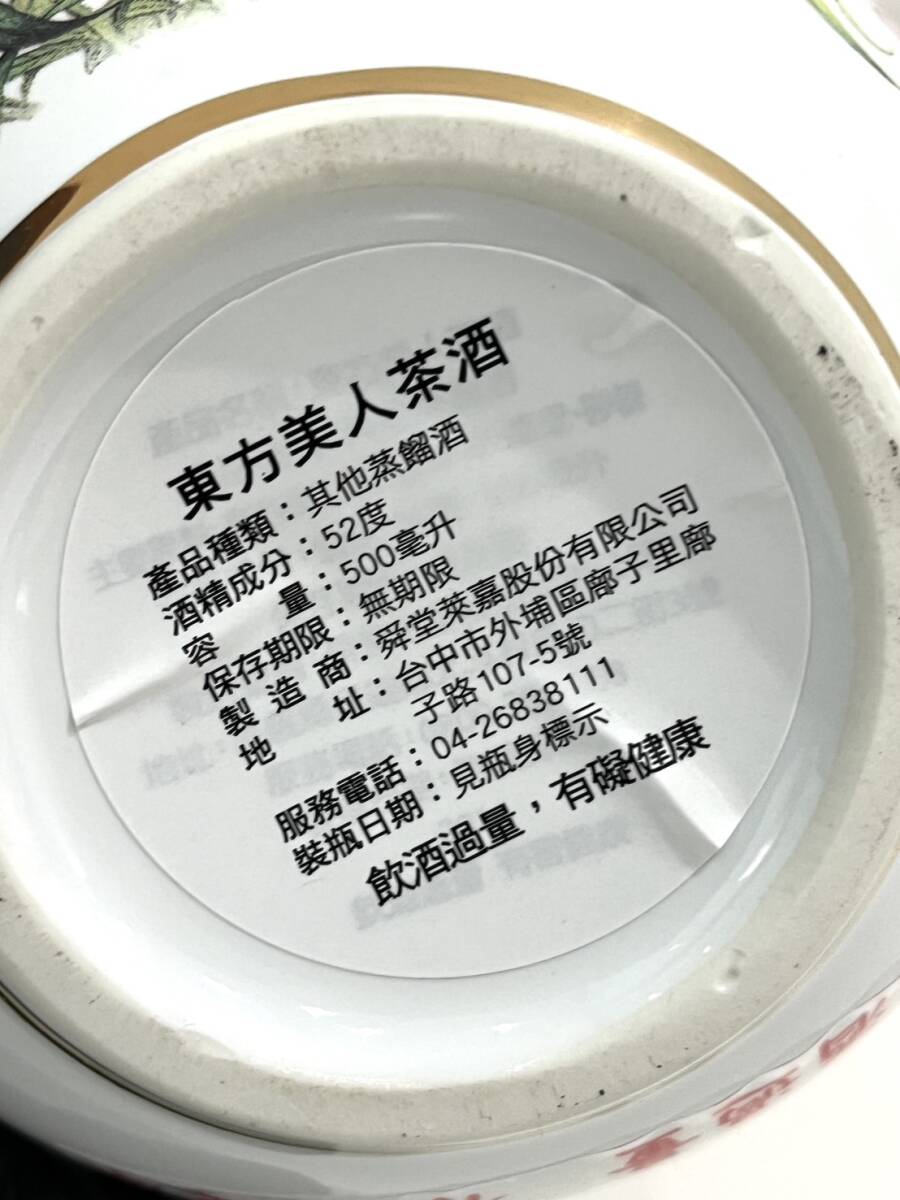 東方美人茶酒
產品種類：其他蒸餾酒
酒精成分：52度
容量：500毫升
保存期限：無期限
製造商：舜堂萊嘉股份有限公司
地址：台中市外埔區廍子里廍
子路107-5號
服務電話：04-26838111
裝瓶日期：見瓶身標示
飲酒過量，有礙健康